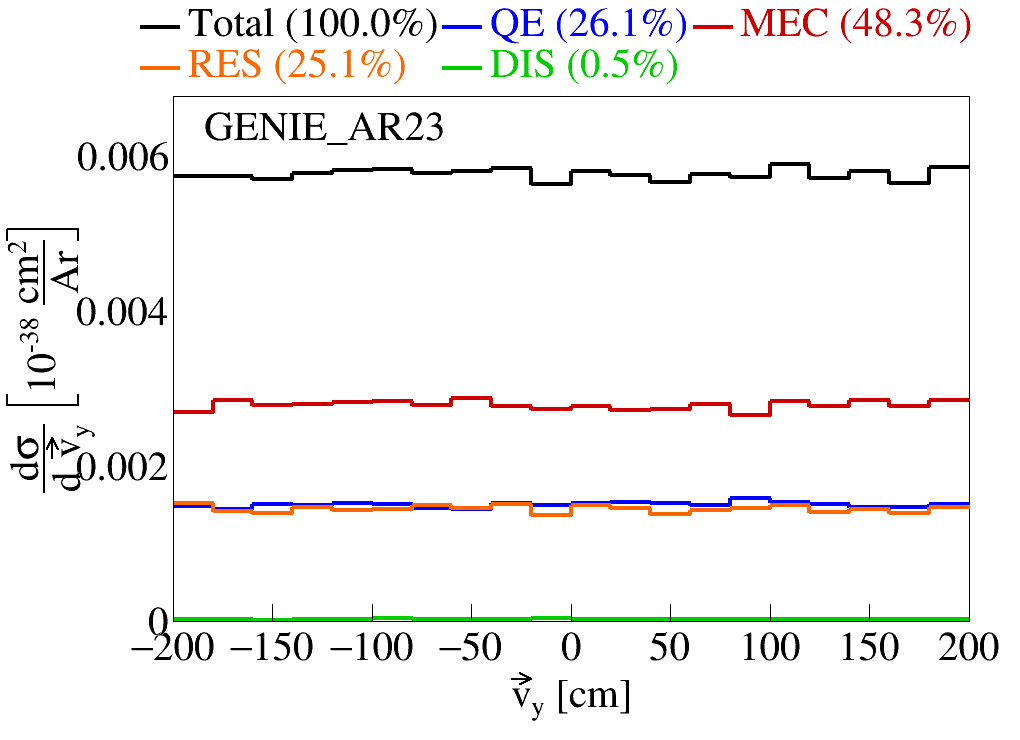 Total (100.0%) QE (26.1%) MEC (48.3%)
RES (25.1%) DIS (0.5%)
GENIE_AR23
0.006
0.004
0.002
0
dσ/dv⃗y [10⁻³⁸ cm²/Ar]
−200 −150 −100 −50 0 50 100 150 200
v⃗y [cm]